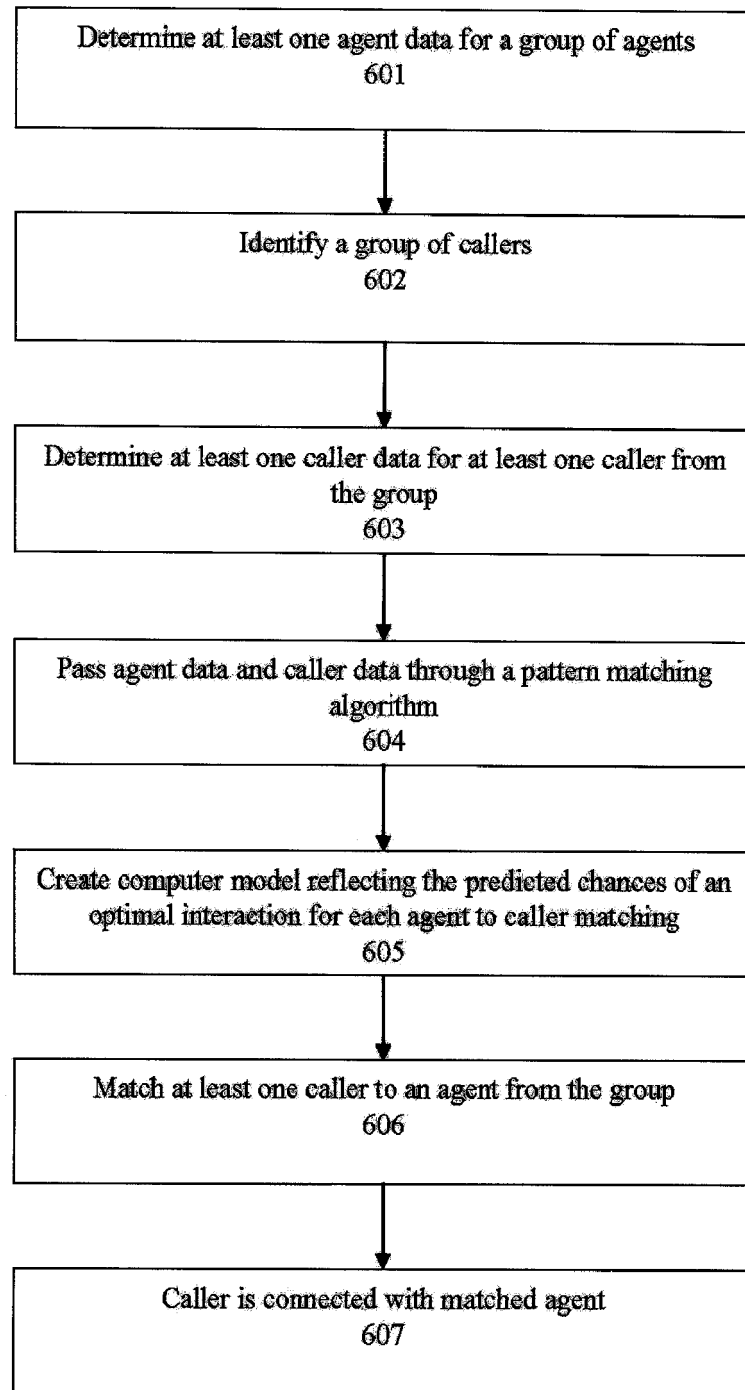 Determine at least one agent data for a group of agents
601
Identify a group of callers
602
Determine at least one caller data for at least one caller from
the group
603
Pass agent data and caller data through a pattern matching
algorithm
604
Create computer model reflecting the predicted chances of an
optimal interaction for each agent to caller matching
605
Match at least one caller to an agent from the group
606
Caller is connected with matched agent
607